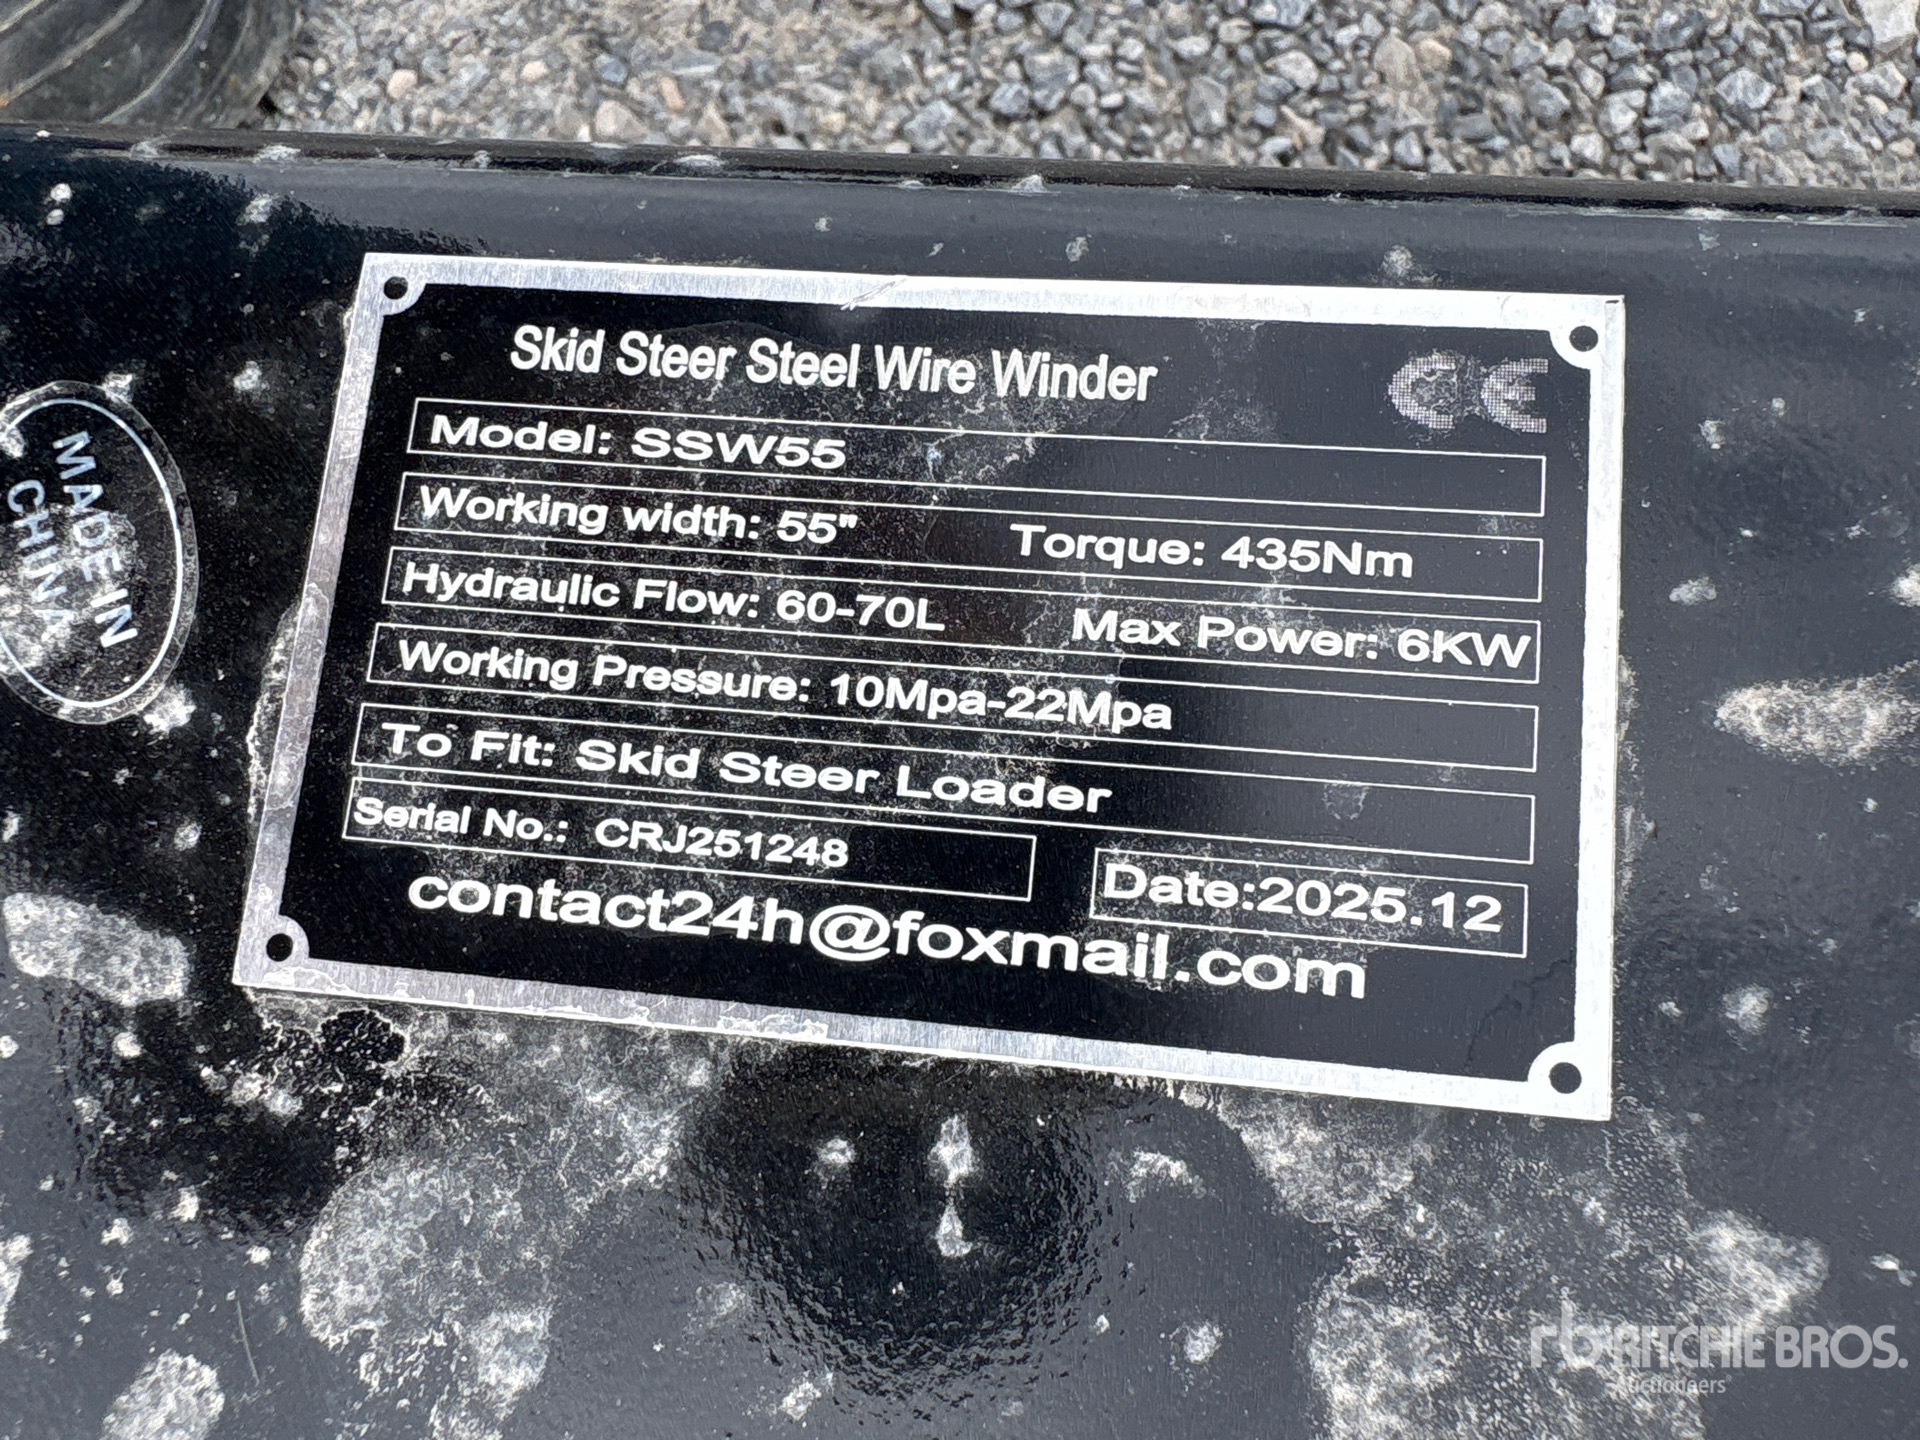 Skid Steer Steel Wire Winder
CE
Model: SSW55
Working width: 55" Torque: 435Nm
Hydraulic Flow: 60-70L Max Power: 6KW
Working Pressure: 10Mpa-22Mpa
To Fit: Skid Steer Loader
Serial No.: CRJ251248
Date:2025.12
contact24h@foxmail.com
MADE IN
CHINA
rb RITCHIE BROS.
Auctioneers